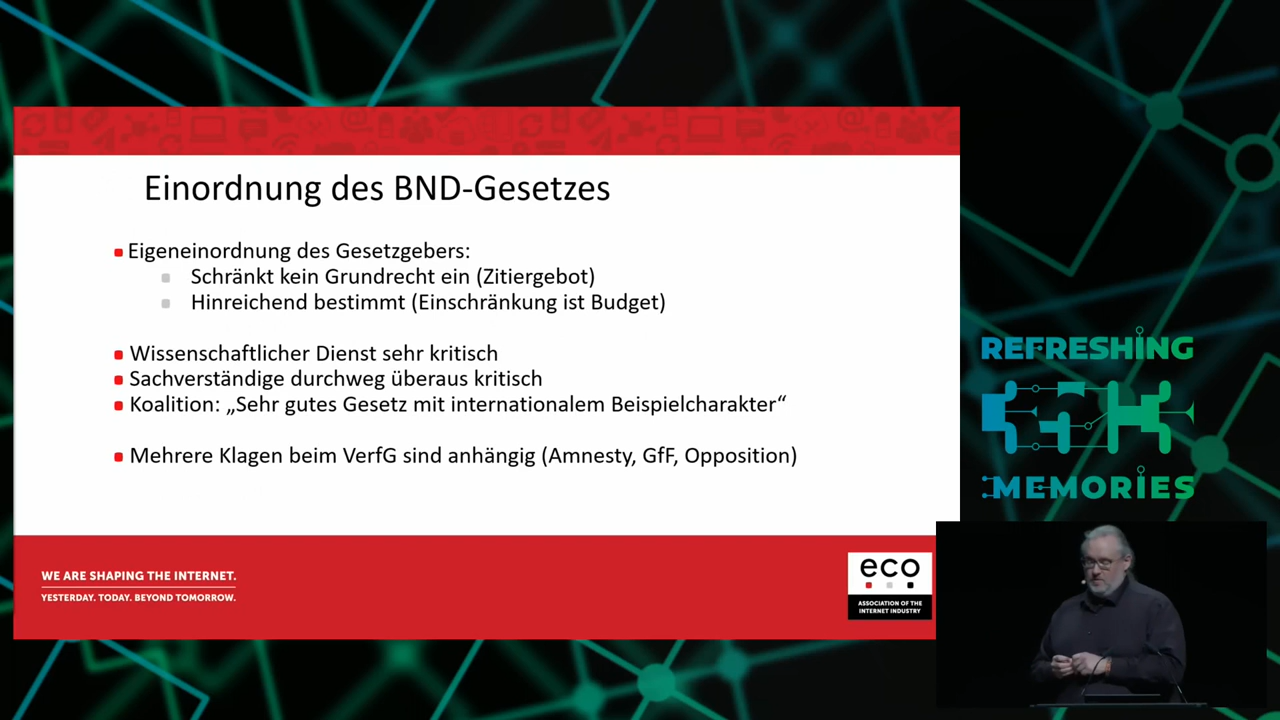 Einordnung des BND-Gesetzes
Eigeneinordnung des Gesetzgebers:
Schränkt kein Grundrecht ein (Zitiergebot)
Hinreichend bestimmt (Einschränkung ist Budget)
Wissenschaftlicher Dienst sehr kritisch
Sachverständige durchweg überaus kritisch
Koalition: „Sehr gutes Gesetz mit internationalem Beispielcharakter“
Mehrere Klagen beim VerfG sind anhängig (Amnesty, GfF, Opposition)
WE ARE SHAPING THE INTERNET.
YESTERDAY. TODAY. BEYOND TOMORROW.
eco
ASSOCIATION OF THE
INTERNET INDUSTRY
REFRESHING
MEMORIES